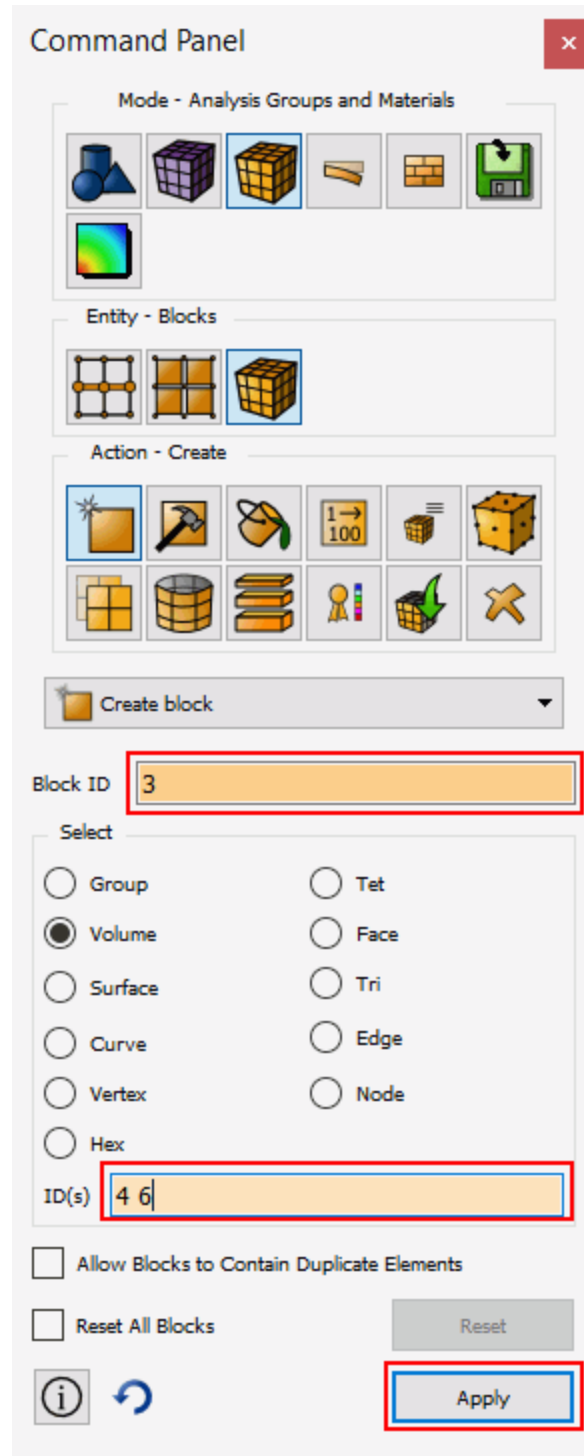 Command Panel
x
Mode - Analysis Groups and Materials
Entity - Blocks
Action - Create
1→
100
Create block
Block ID 3
Select
Group Tet
Volume Face
Surface Tri
Curve Edge
Vertex Node
Hex
ID(s) 4 6
Allow Blocks to Contain Duplicate Elements
Reset All Blocks Reset
i Apply